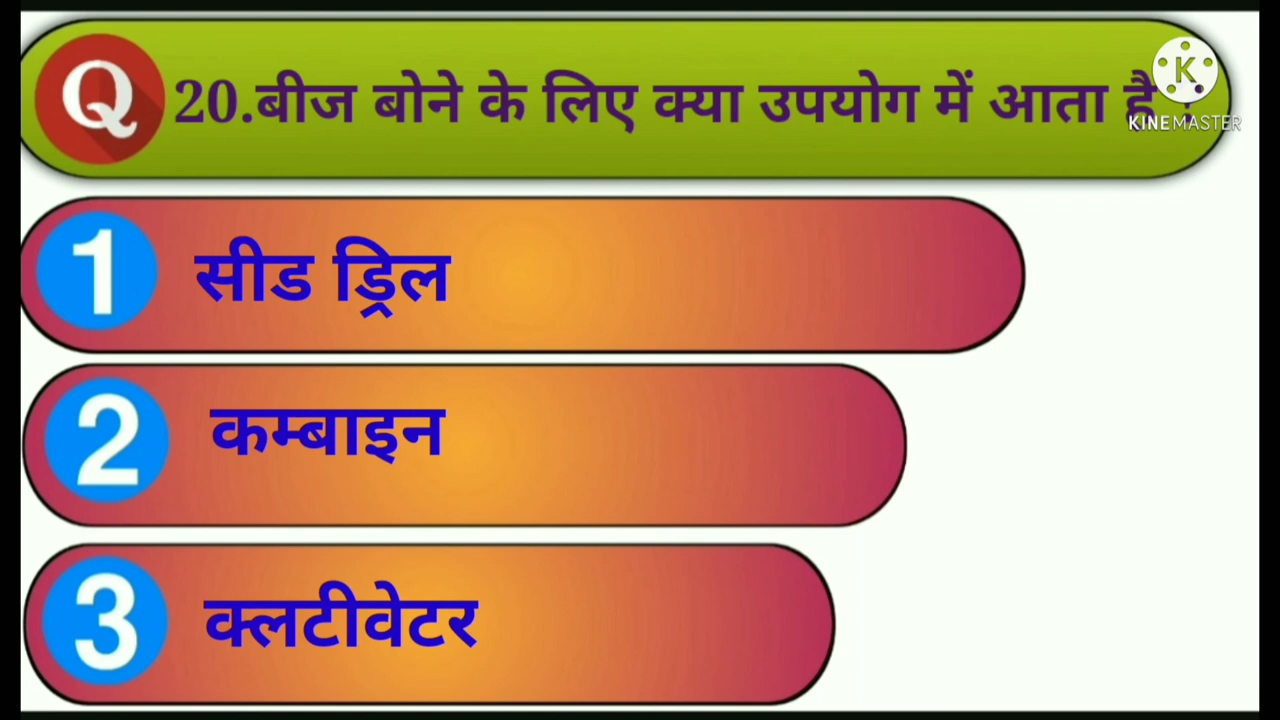 Q 20.बीज बोने के लिए क्या उपयोग में आता है
K
KINEMASTER
1 सीड ड्रिल
2 कम्बाइन
3 क्लटीवेटर